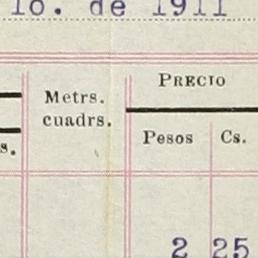 1o. de 1911
PRECIO
Metrs.
cuadrs.
Pesos Cs.
s.
2 25